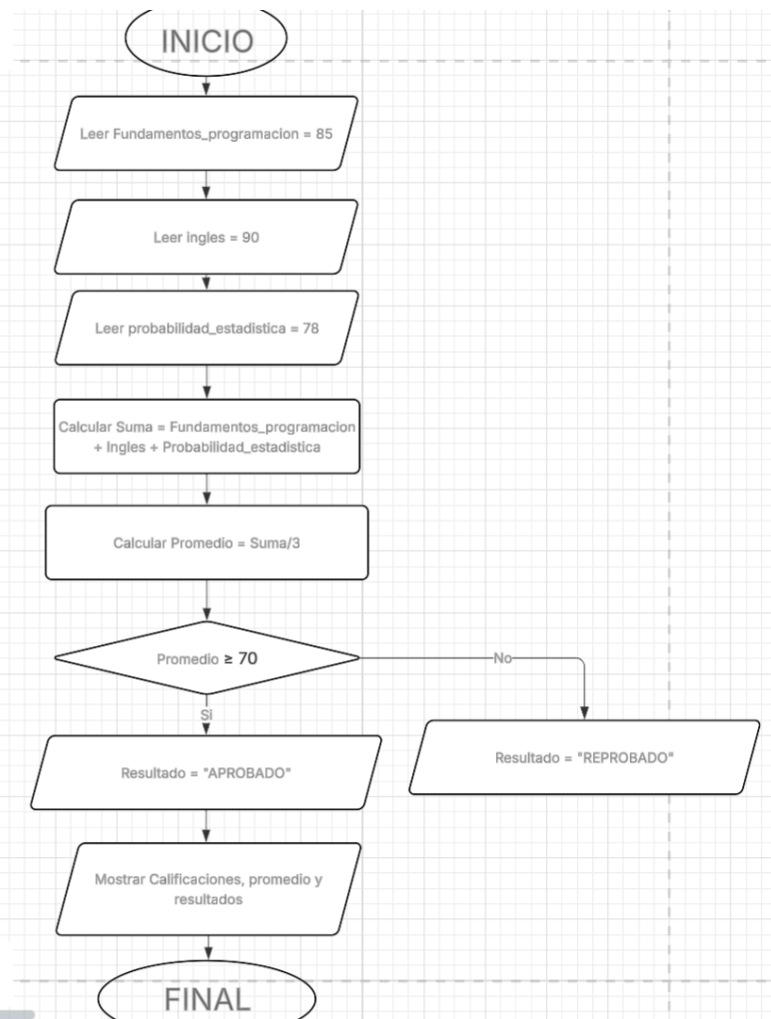 INICIO
Leer Fundamentos_programacion = 85
Leer ingles = 90
Leer probabilidad_estadistica = 78
Calcular Suma = Fundamentos_programacion
+ Ingles + Probabilidad_estadistica
Calcular Promedio = Suma/3
Promedio ≥ 70
No
Si
Resultado = "APROBADO"
Resultado = "REPROBADO"
Mostrar Calificaciones, promedio y
resultados
FINAL